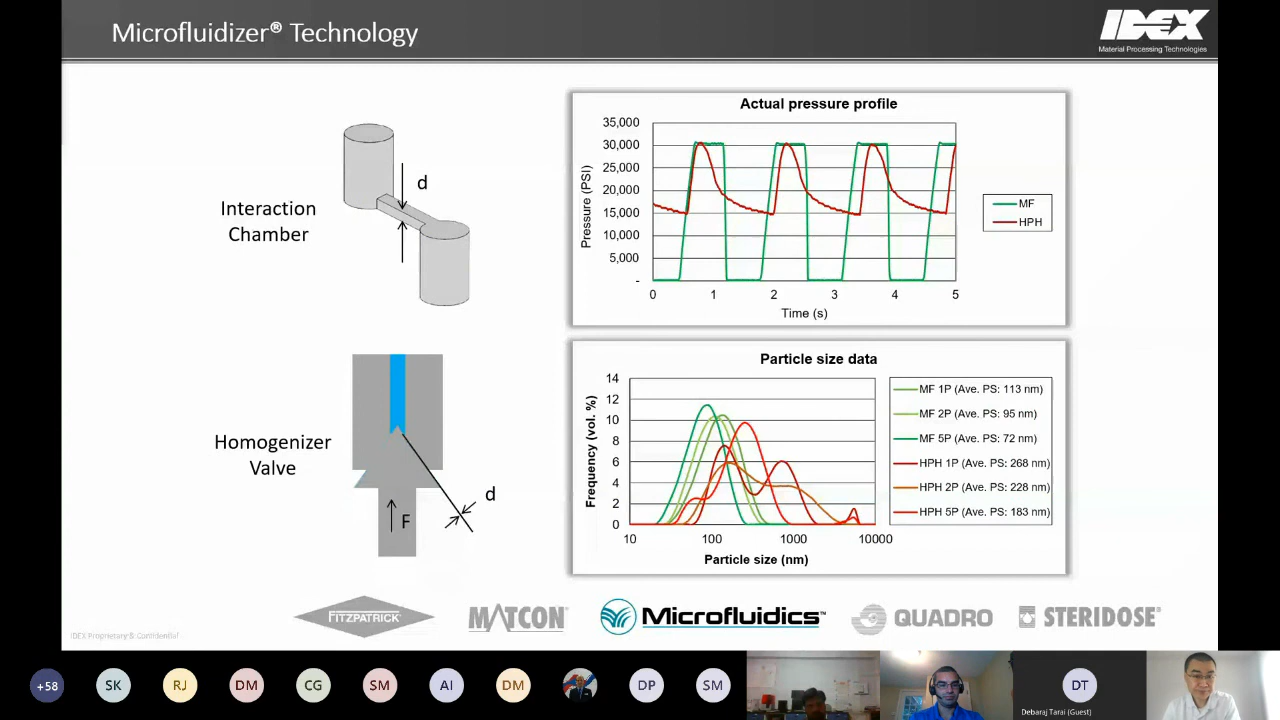 Microfluidizer® Technology
IDEX
Material Processing Technologies
Interaction
Chamber
d
Actual pressure profile
35,000
30,000
25,000
20,000
15,000
10,000
5,000
-
Pressure (PSI)
0 1 2 3 4 5
Time (s)
MF
HPH
Homogenizer
Valve
F
d
Particle size data
14
12
10
8
6
4
2
0
Frequency (vol. %)
10 100 1000 10000
Particle size (nm)
MF 1P (Ave. PS: 113 nm)
MF 2P (Ave. PS: 95 nm)
MF 5P (Ave. PS: 72 nm)
HPH 1P (Ave. PS: 268 nm)
HPH 2P (Ave. PS: 228 nm)
HPH 5P (Ave. PS: 183 nm)
FITZPATRICK
MATCON
Microfluidics™
QUADRO
STERIDOSE
IDEX Proprietary & Confidential
+58 SK RJ DM CG SM AI DM DP SM DT
Debaraj Tarai (Guest)